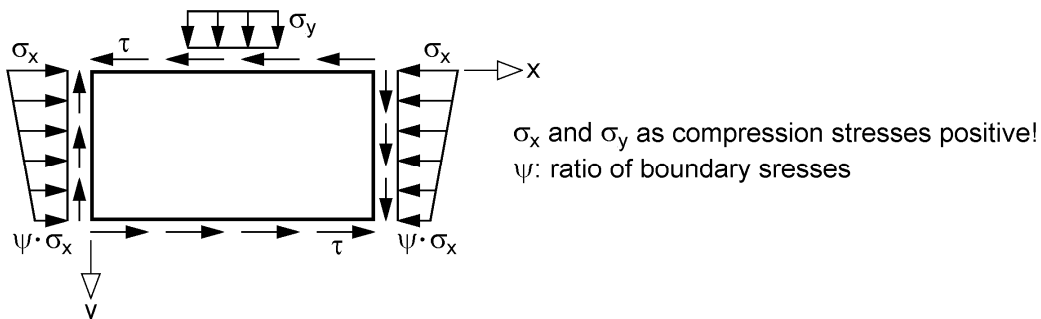 σy
τ
σx
σx
x
σx and σy as compression stresses positive!
ψ: ratio of boundary sresses
ψ·σx
τ
ψ·σx
y